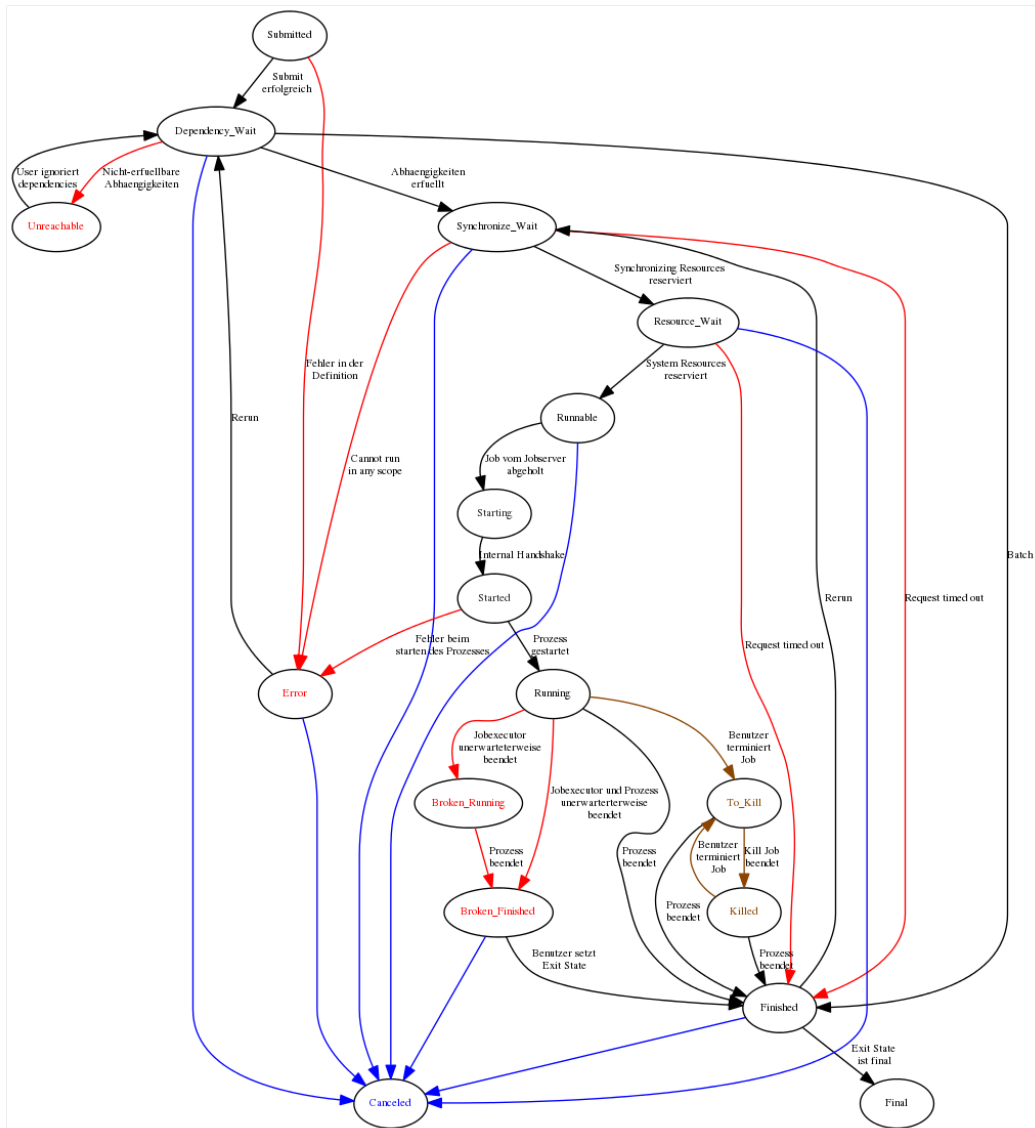 Submitted
Submit
erfolgreich
Dependency_Wait
User ignoriert
dependencies
Nicht-erfuellbare
Abhaengigkeiten
Abhaengigkeiten
erfuellt
Unreachable
Synchronize_Wait
Synchronizing Resources
reserviert
Resource_Wait
Fehler in der
Definition
System Resources
reserviert
Rerun
Runnable
Cannot run
in any scope
Job vom Jobserver
abgeholt
Starting
Internal Handshake
Batch
Started
Rerun
Request timed out
Fehler beim
starten des Prozesses
Prozess
gestartet
Request timed out
Error
Running
Jobexecutor
unerwarteterweise
beendet
Benutzer
terminiert
Job
Broken_Running
Jobexecutor und Prozess
unerwarterterweise
beendet
To_Kill
Prozess
beendet
Prozess
beendet
Benutzer
terminiert
Job
Kill Job
beendet
Broken_Finished
Prozess
beendet
Killed
Benutzer setzt
Exit State
Prozess
beendet
Finished
Exit State
ist final
Canceled
Final